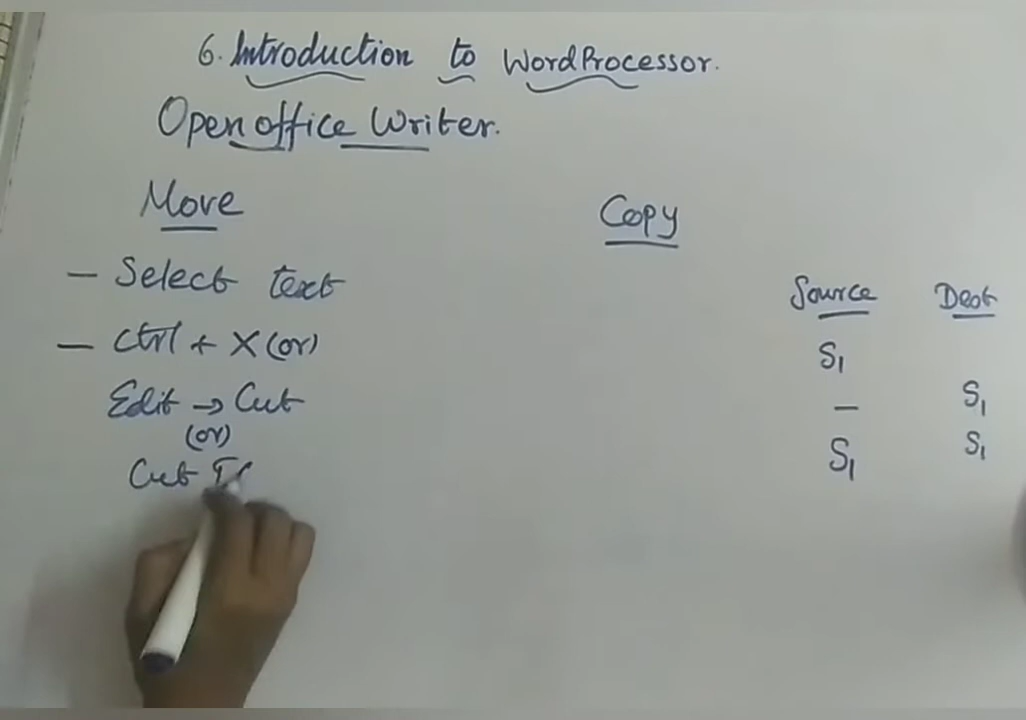 6. Introduction to WordProcessor.
Openoffice Writer.
Move
— Select text
— Ctrl + X (or)
Edit → Cut
(or)
Cut
Copy
Source Dest
S1
— S1
S1 S1